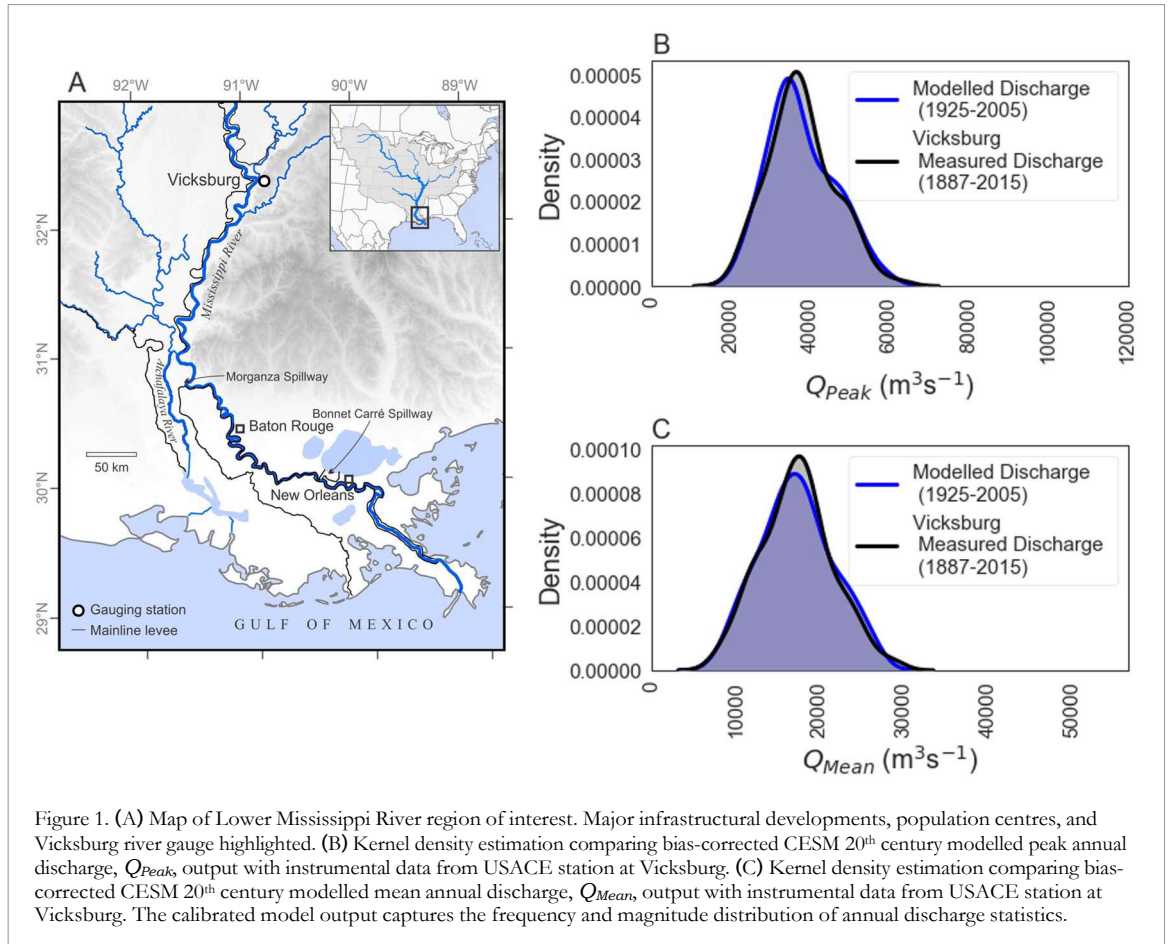 A
92°W 91°W 90°W 89°W
32°N
31°N
30°N
29°N
Vicksburg
Mississippi River
Atchafalaya River
Morganza Spillway
Bonnet Carré Spillway
Baton Rouge
50 km
New Orleans
Gauging station
Mainline levee
GULF OF MEXICO
B
0.00005
0.00004
0.00003
0.00002
0.00001
0.00000
Density
Modelled Discharge
(1925-2005)
Vicksburg
Measured Discharge
(1887-2015)
0 20000 40000 60000 80000 100000 120000
Q_Peak (m³s⁻¹)
C
0.00010
0.00008
0.00006
0.00004
0.00002
0.00000
Density
Modelled Discharge
(1925-2005)
Vicksburg
Measured Discharge
(1887-2015)
0 10000 20000 30000 40000 50000
Q_Mean (m³s⁻¹)
Figure 1. (A) Map of Lower Mississippi River region of interest. Major infrastructural developments, population centres, and
Vicksburg river gauge highlighted. (B) Kernel density estimation comparing bias-corrected CESM 20th century modelled peak annual
discharge, Q_Peak, output with instrumental data from USACE station at Vicksburg. (C) Kernel density estimation comparing bias-
corrected CESM 20th century modelled mean annual discharge, Q_Mean, output with instrumental data from USACE station at
Vicksburg. The calibrated model output captures the frequency and magnitude distribution of annual discharge statistics.